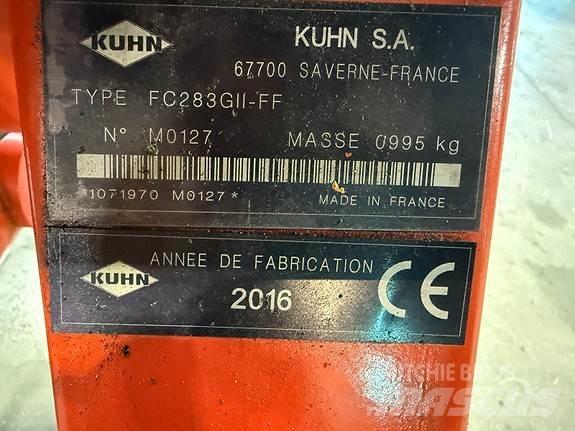 KUHN
KUHN S.A.
67700 SAVERNE-FRANCE
TYPE FC283GII-FF
N° M0127 MASSE 0995 kg
*1071970 M0127* MADE IN FRANCE
KUHN
ANNEE DE FABRICATION
2016
CE